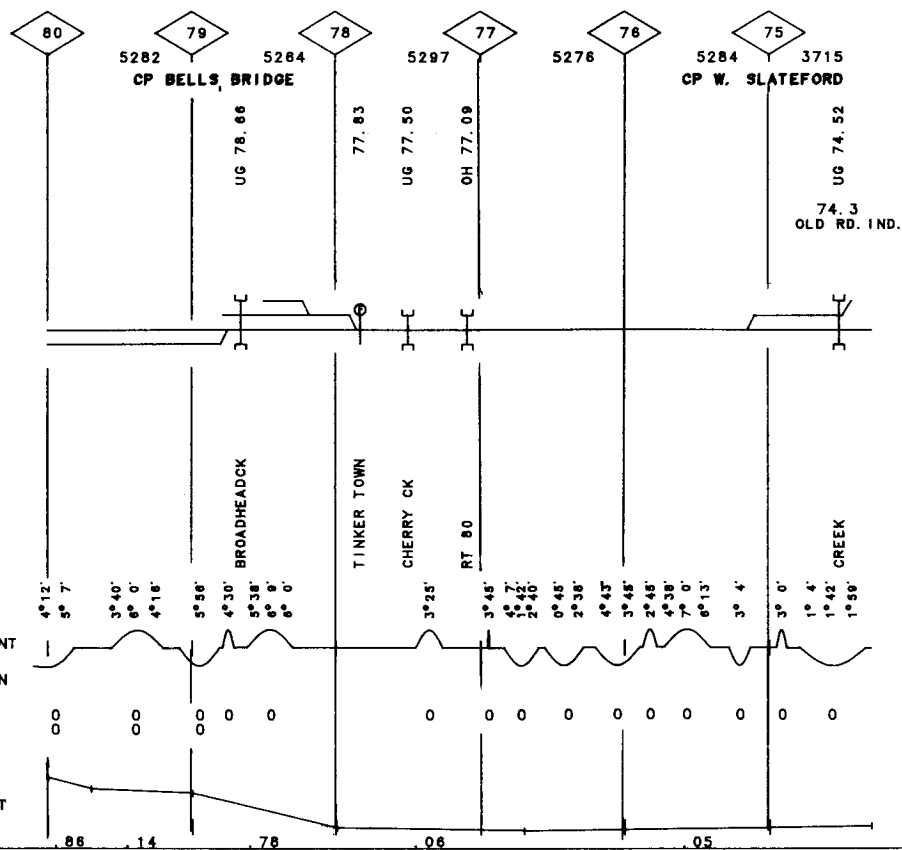 80 79 78 77 76 75
5282 5264 5297 5276 5284 3715
CP BELLS BRIDGE CP W. SLATEFORD
UG 78.66
77.83
UG 77.50
OH 77.09
UG 74.52
74.3
OLD RD. IND.
F
BROADHEADCK
TINKER TOWN
CHERRY CK
RT 80
CREEK
4°12'
5° 7'
3°40'
6° 0'
4°16'
5°56'
4°30'
5°38'
6° 9'
6° 0'
3°25'
3°45'
4° 7'
1°42'
2°40'
0°45'
2°38'
4°43'
3°45'
2°45'
4°38'
7° 0'
6°13'
3° 4'
3° 0'
1° 4'
1°42'
1°59'
NT
N
0 0 0 0 0 0 0 0 0 0 0 0 0 0 0
0 0 0
T
.86 .14 .78 .06 .05